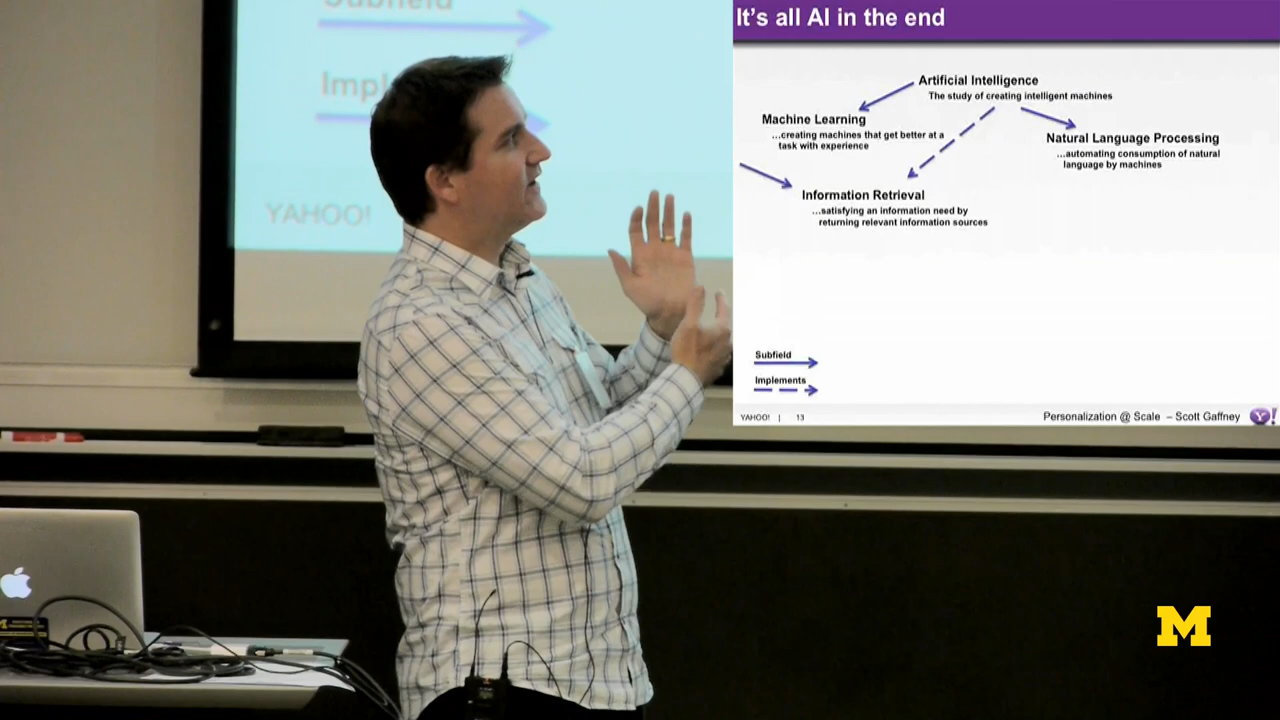 Subfield
YAHOO!
It's all AI in the end
Artificial Intelligence
The study of creating intelligent machines
Machine Learning
...creating machines that get better at a
task with experience
Natural Language Processing
...automating consumption of natural
language by machines
Information Retrieval
...satisfying an information need by
returning relevant information sources
Subfield
Implements
YAHOO! | 13
Personalization @ Scale – Scott Gaffney
Y!
M